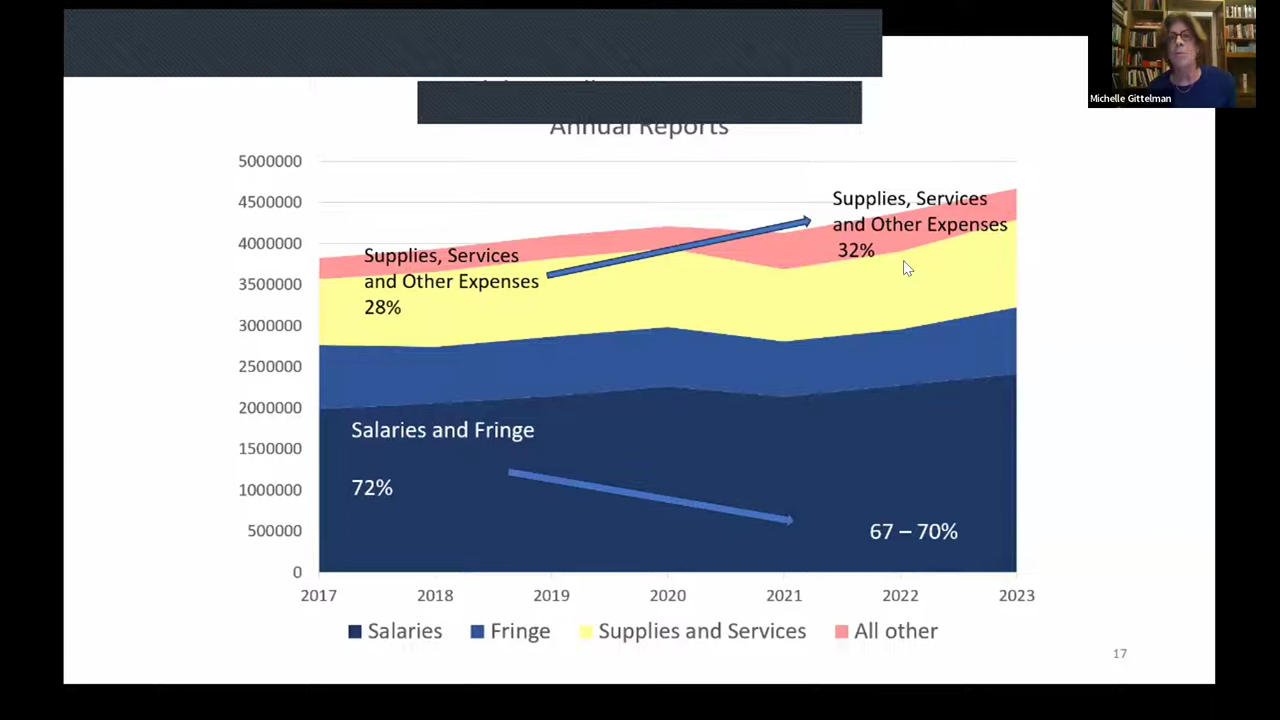 Michelle Gittelman
Annual Reports
5000000
4500000
4000000
3500000
3000000
2500000
2000000
1500000
1000000
500000
0
Supplies, Services
and Other Expenses
28%
Supplies, Services
and Other Expenses
32%
Salaries and Fringe
72%
67 – 70%
2017 2018 2019 2020 2021 2022 2023
Salaries Fringe Supplies and Services All other
17